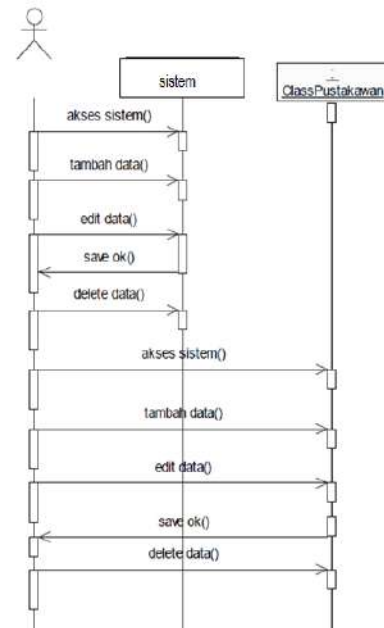 sistem
ClassPustakawan
akses sistem()
tambah data()
edit data()
save ok()
delete data()
akses sistem()
tambah data()
edit data()
save ok()
delete data()